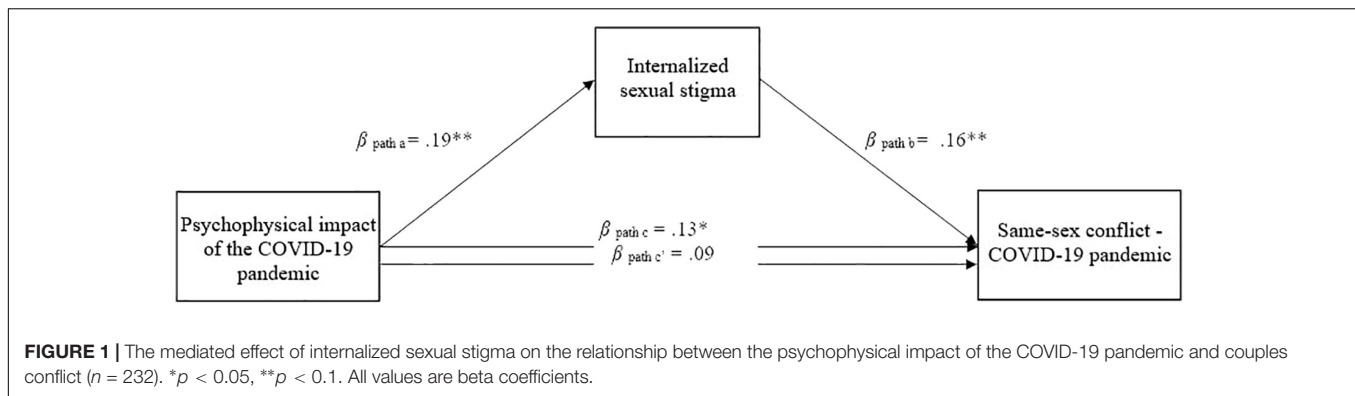 Internalized
sexual stigma
β path a = .19**
β path b = .16**
Psychophysical impact
of the COVID-19
pandemic
β path c = .13*
β path c' = .09
Same-sex conflict -
COVID-19 pandemic
FIGURE 1 | The mediated effect of internalized sexual stigma on the relationship between the psychophysical impact of the COVID-19 pandemic and couples
conflict (n = 232). *p < 0.05, **p < 0.1. All values are beta coefficients.